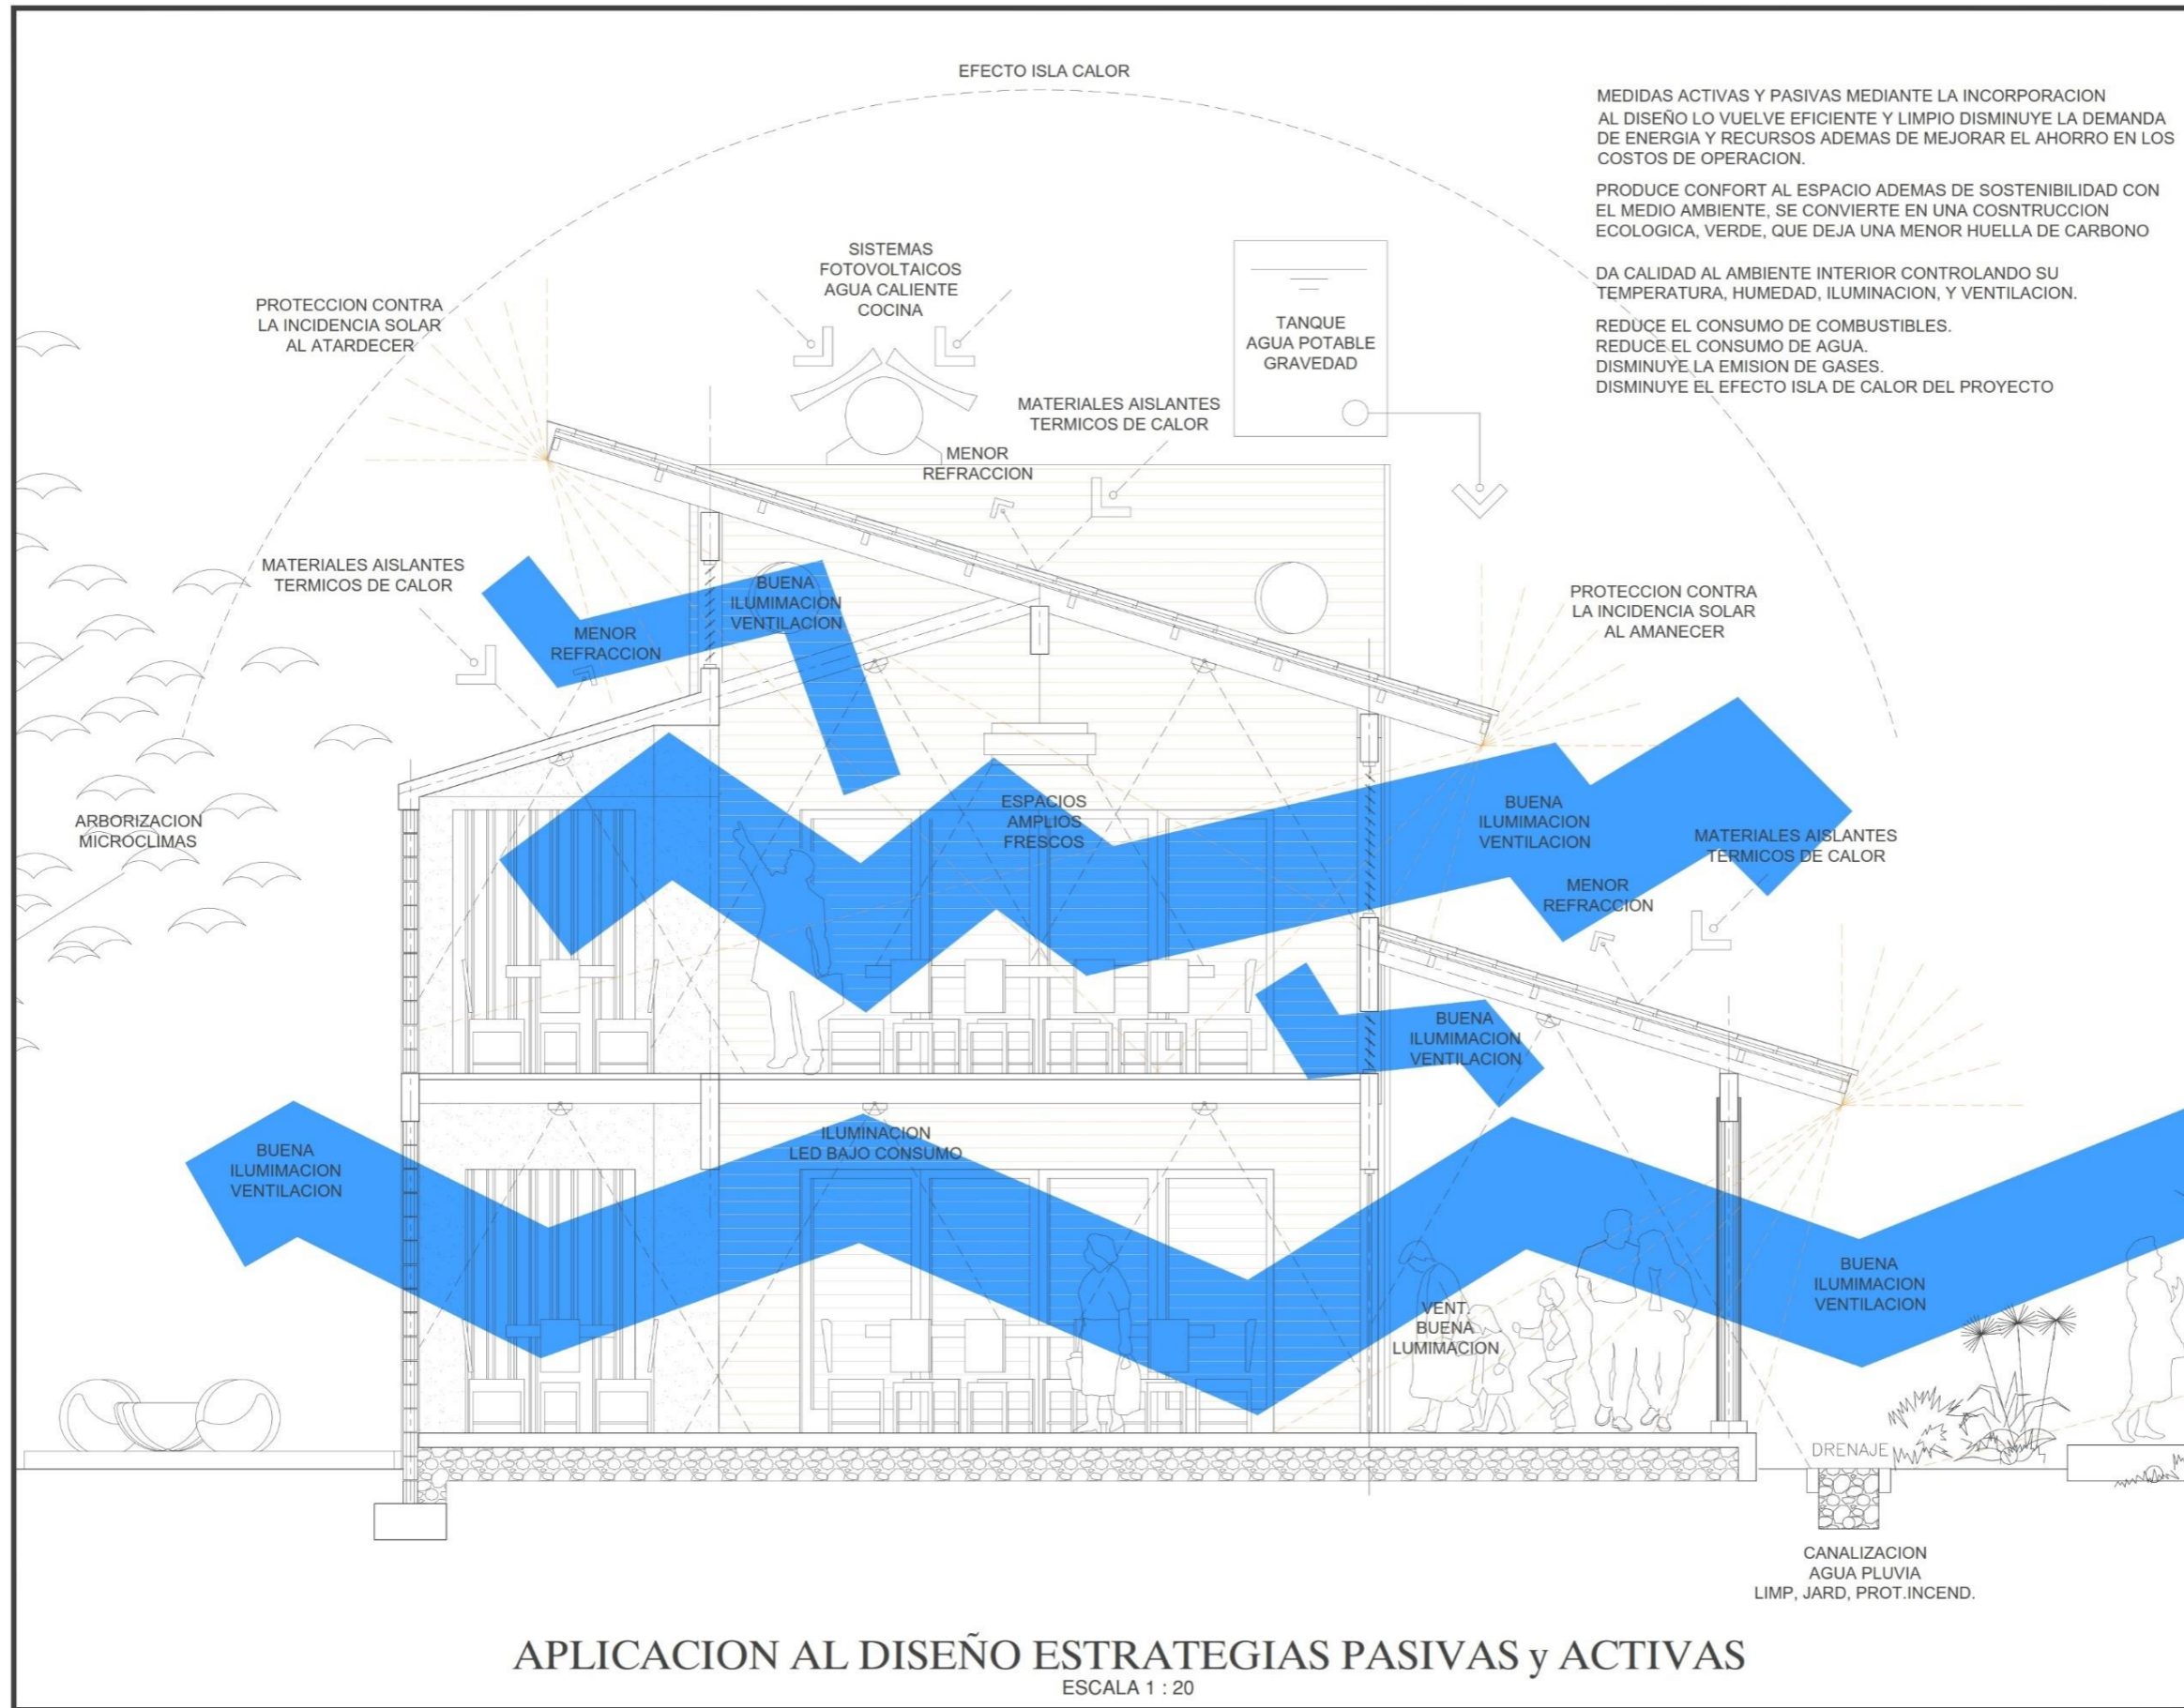 EFECTO ISLA CALOR
MEDIDAS ACTIVAS Y PASIVAS MEDIANTE LA INCORPORACION
AL DISEÑO LO VUELVE EFICIENTE Y LIMPIO DISMINUYE LA DEMANDA
DE ENERGIA Y RECURSOS ADEMAS DE MEJORAR EL AHORRO EN LOS
COSTOS DE OPERACION.
PRODUCE CONFORT AL ESPACIO ADEMAS DE SOSTENIBILIDAD CON
EL MEDIO AMBIENTE, SE CONVIERTE EN UNA COSNTRUCCION
ECOLOGICA, VERDE, QUE DEJA UNA MENOR HUELLA DE CARBONO
DA CALIDAD AL AMBIENTE INTERIOR CONTROLANDO SU
TEMPERATURA, HUMEDAD, ILUMINACION, Y VENTILACION.
REDUCE EL CONSUMO DE COMBUSTIBLES.
REDUCE EL CONSUMO DE AGUA.
DISMINUYE LA EMISION DE GASES.
DISMINUYE EL EFECTO ISLA DE CALOR DEL PROYECTO
SISTEMAS
FOTOVOLTAICOS
AGUA CALIENTE
COCINA
PROTECCION CONTRA
LA INCIDENCIA SOLAR
AL ATARDECER
TANQUE
AGUA POTABLE
GRAVEDAD
MATERIALES AISLANTES
TERMICOS DE CALOR
MENOR
REFRACCION
MATERIALES AISLANTES
TERMICOS DE CALOR
BUENA
ILUMIMACION
VENTILACION
MENOR
REFRACCION
PROTECCION CONTRA
LA INCIDENCIA SOLAR
AL AMANECER
ARBORIZACION
MICROCLIMAS
ESPACIOS
AMPLIOS
FRESCOS
BUENA
ILUMIMACION
VENTILACION
MATERIALES AISLANTES
TERMICOS DE CALOR
MENOR
REFRACCION
BUENA
ILUMIMACION
VENTILACION
BUENA
ILUMIMACION
VENTILACION
ILUMINACION
LED BAJO CONSUMO
VENT.
BUENA
LUMIMACION
BUENA
ILUMIMACION
VENTILACION
DRENAJE
CANALIZACION
AGUA PLUVIA
LIMP, JARD, PROT.INCEND.
APLICACION AL DISEÑO ESTRATEGIAS PASIVAS y ACTIVAS
ESCALA 1 : 20